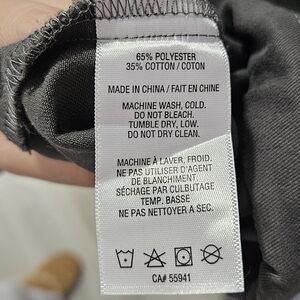 65% POLYESTER
35% COTTON / COTON
MADE IN CHINA / FAIT EN CHINE
MACHINE WASH, COLD.
DO NOT BLEACH.
TUMBLE DRY, LOW.
DO NOT DRY CLEAN.
MACHINE À LAVER, FROID.
NE PAS UTILISER D'AGENT
DE BLANCHIMENT
SÉCHAGE PAR CULBUTAGE
TEMP. BASSE
NE PAS NETTOYER A SEC.
CA# 55941